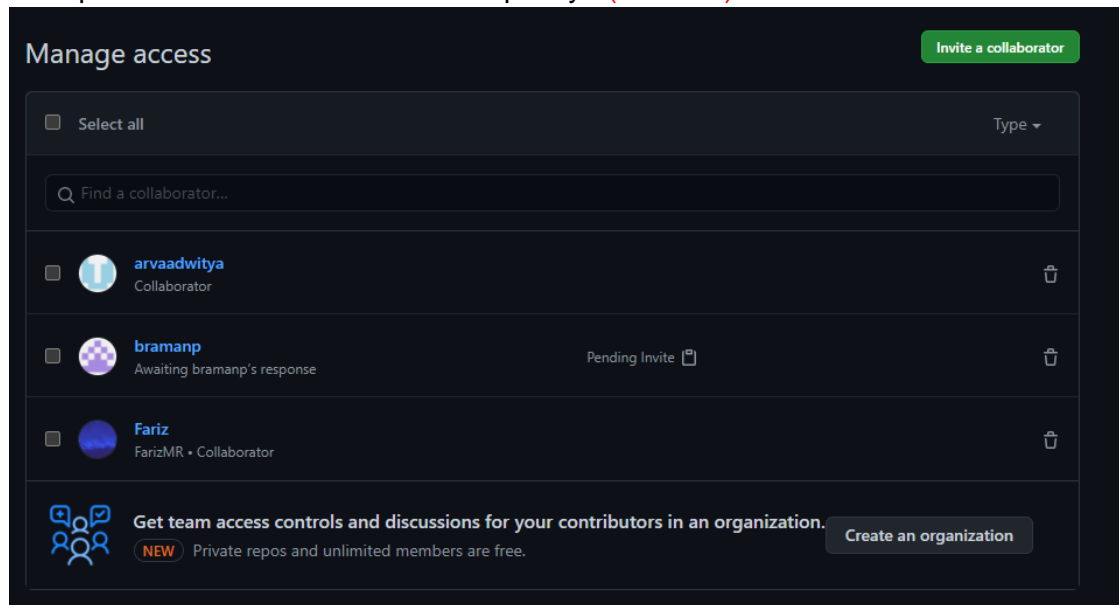 Manage access
Invite a collaborator
Select all
Type
Find a collaborator...
arvaadwitya
Collaborator
bramanp
Awaiting bramanp's response
Pending Invite
Fariz
FarizMR • Collaborator
Get team access controls and discussions for your contributors in an organization.
NEW Private repos and unlimited members are free.
Create an organization